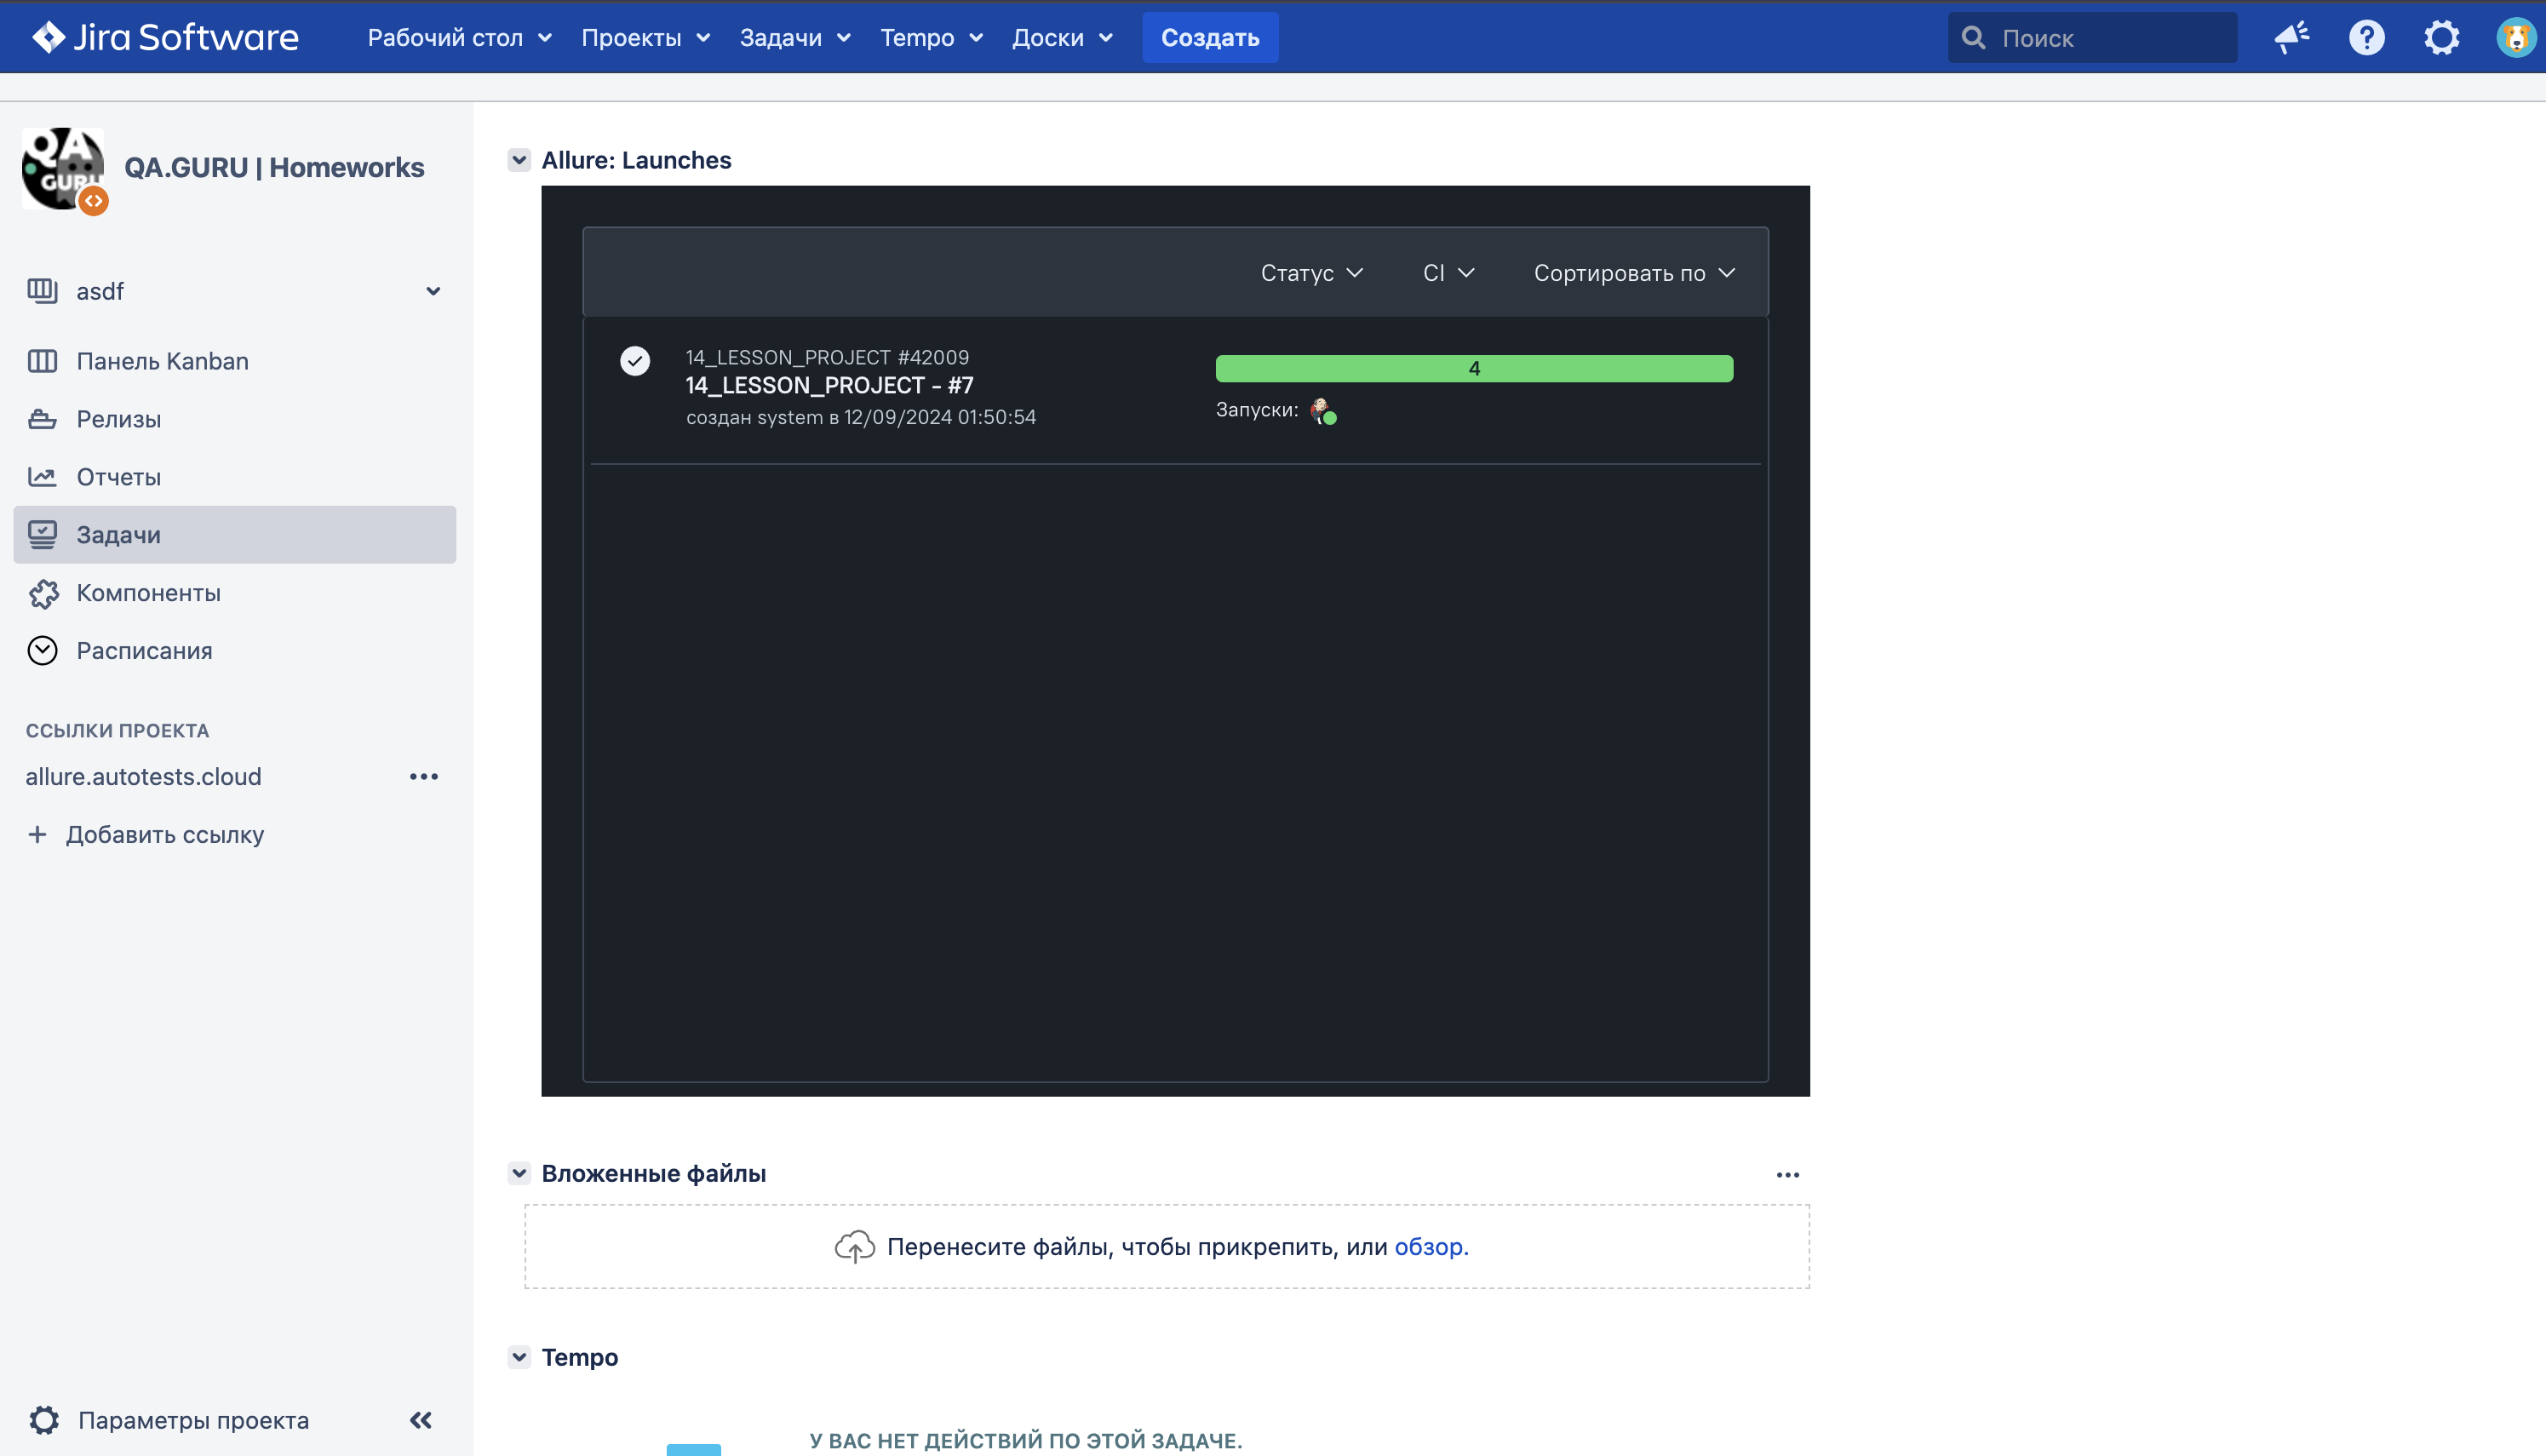 Jira Software
Рабочий стол
Проекты
Задачи
Tempo
Доски
Создать
Поиск
QA
GURU
QA.GURU | Homeworks
asdf
Панель Kanban
Релизы
Отчеты
Задачи
Компоненты
Расписания
ССЫЛКИ ПРОЕКТА
allure.autotests.cloud
Добавить ссылку
Параметры проекта
Allure: Launches
Статус
CI
Сортировать по
14_LESSON_PROJECT #42009
14_LESSON_PROJECT - #7
создан system в 12/09/2024 01:50:54
4
Запуски:
Вложенные файлы
Перенесите файлы, чтобы прикрепить, или обзор.
Tempo
У ВАС НЕТ ДЕЙСТВИЙ ПО ЭТОЙ ЗАДАЧЕ.